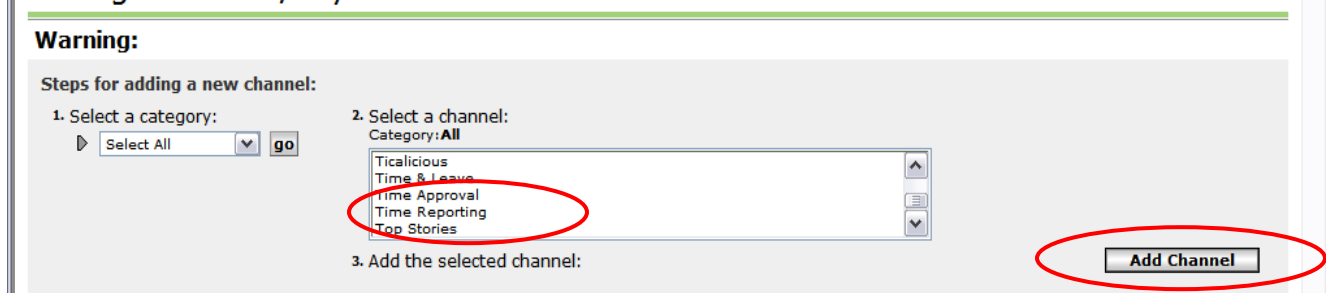 Warning:
Steps for adding a new channel:
1. Select a category:
Select All
go
2. Select a channel:
Category:All
Ticalicious
Time & Leave
Time Approval
Time Reporting
Top Stories
3. Add the selected channel:
Add Channel